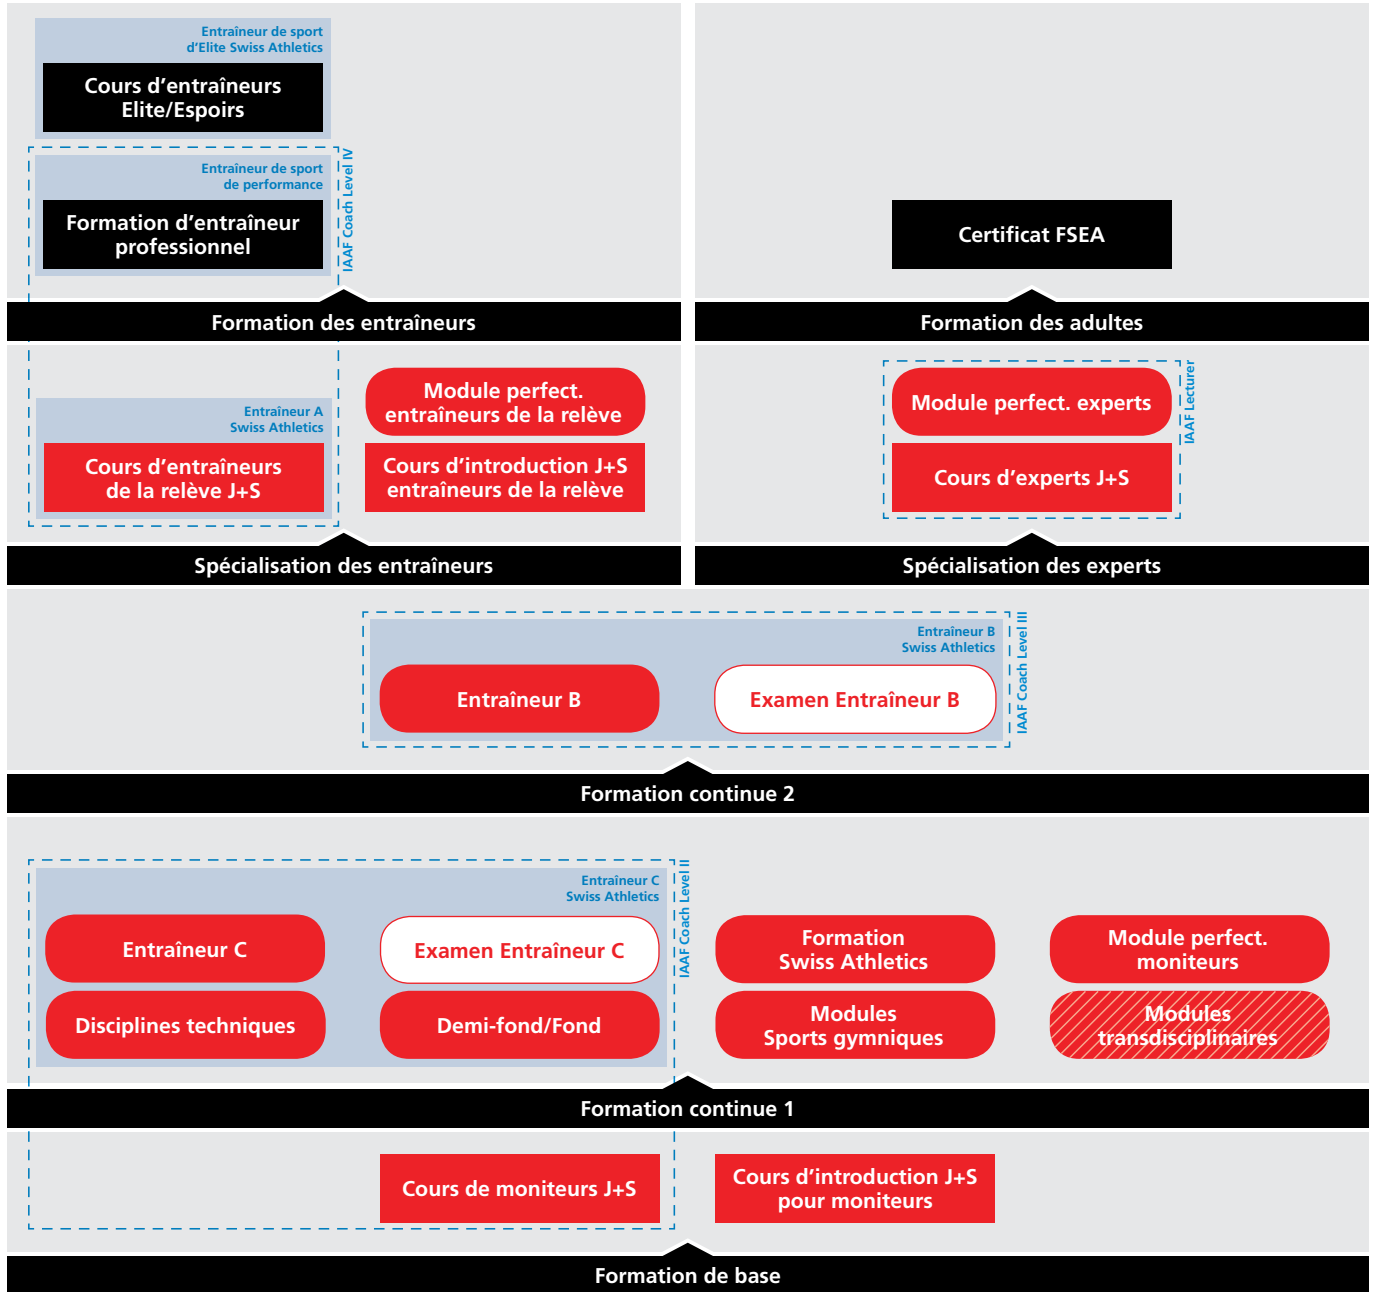 Entraîneur de sport
d’Elite Swiss Athletics
Cours d’entraîneurs
Elite/Espoirs
Entraîneur de sport
de performance
Formation d’entraîneur
professionnel
IAAF Coach Level IV
Certificat FSEA
Formation des entraîneurs
Formation des adultes
Entraîneur A
Swiss Athletics
Cours d’entraîneurs
de la relève J+S
Module perfect.
entraîneurs de la relève
Cours d’introduction J+S
entraîneurs de la relève
Module perfect. experts
Cours d’experts J+S
IAAF Lecturer
Spécialisation des entraîneurs
Spécialisation des experts
Entraîneur B
Swiss Athletics
Entraîneur B
Examen Entraîneur B
IAAF Coach Level III
Formation continue 2
Entraîneur C
Swiss Athletics
Entraîneur C
Examen Entraîneur C
Disciplines techniques
Demi-fond/Fond
IAAF Coach Level II
Formation
Swiss Athletics
Module perfect.
moniteurs
Modules
Sports gymniques
Modules
transdisciplinaires
Formation continue 1
Cours de moniteurs J+S
Cours d’introduction J+S
pour moniteurs
Formation de base